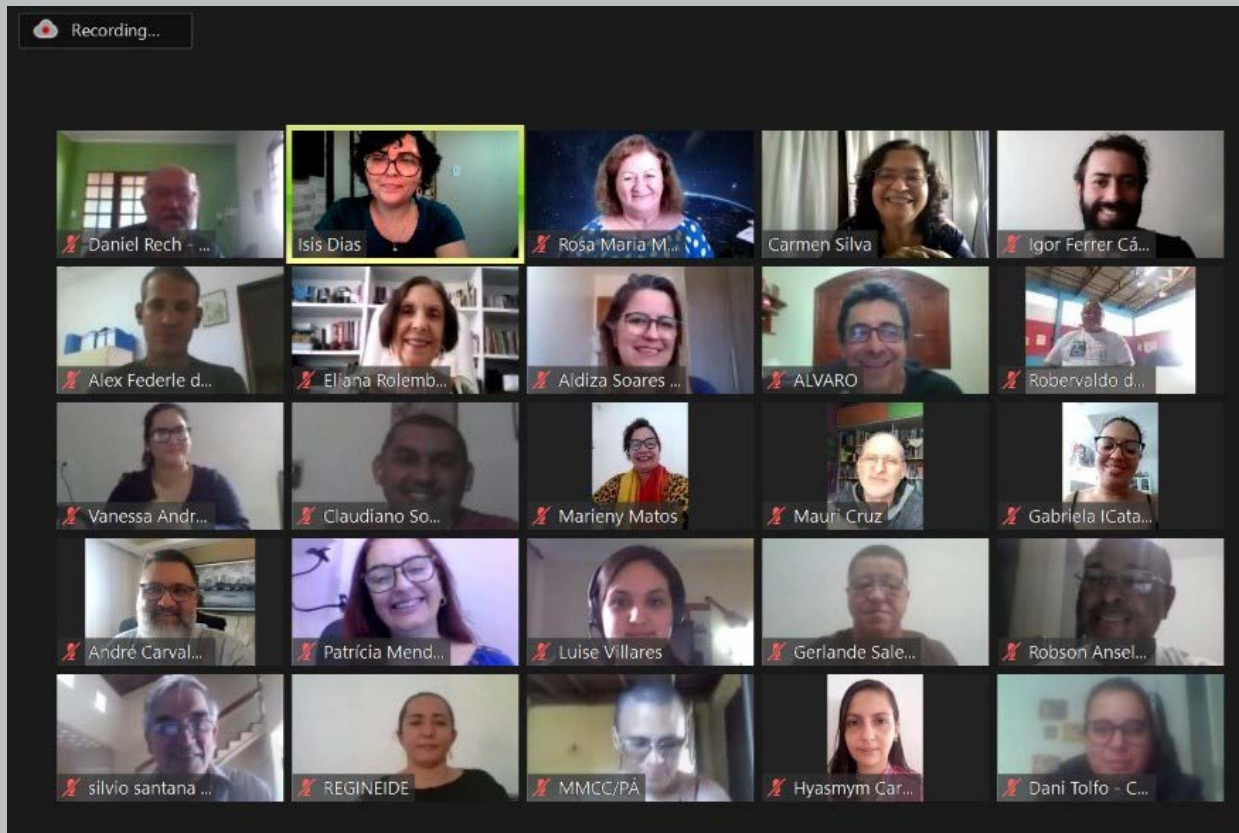 Recording...
Daniel Rech - ...
Isis Dias
Rosa Maria M...
Carmen Silva
Igor Ferrer Cá...
Alex Federle d...
Eliana Rolemb...
Aldiza Soares ...
ALVARO
Robervaldo d...
Vanessa Andr...
Claudiano So...
Marieny Matos
Mauri Cruz
Gabriela ICata...
André Carval...
Patrícia Mend...
Luise Villares
Gerlande Sale...
Robson Ansel...
silvio santana ...
REGINEIDE
MMCC/PÁ
Hyasmym Car...
Dani Tolfo - C...